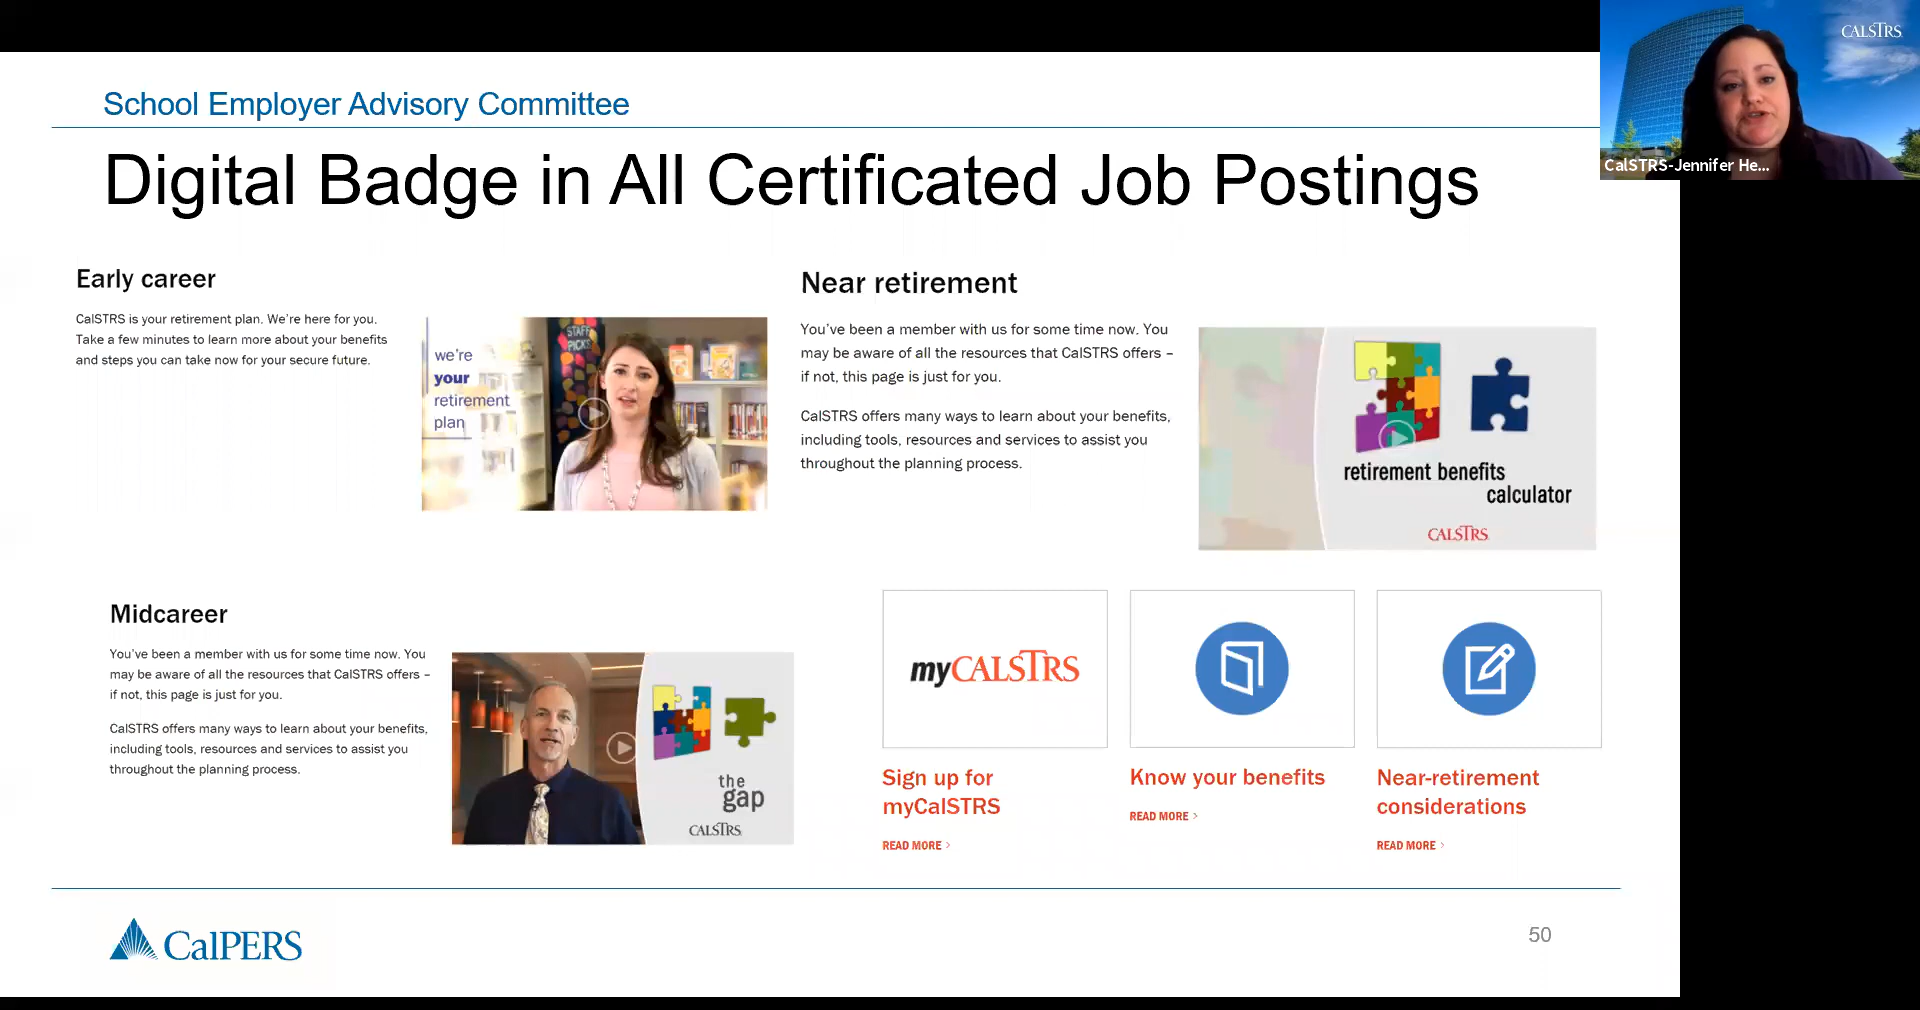 CALSTRS
CalSTRS-Jennifer He...
School Employer Advisory Committee
Digital Badge in All Certificated Job Postings
Early career
CalSTRS is your retirement plan. We're here for you.
Take a few minutes to learn more about your benefits
and steps you can take now for your secure future.
we're
your
retirement
plan
STAFF
PICKS
Near retirement
You've been a member with us for some time now. You
may be aware of all the resources that CalSTRS offers –
if not, this page is just for you.
CalSTRS offers many ways to learn about your benefits,
including tools, resources and services to assist you
throughout the planning process.
retirement benefits
calculator
CALSTRS
Midcareer
You've been a member with us for some time now. You
may be aware of all the resources that CalSTRS offers –
if not, this page is just for you.
CalSTRS offers many ways to learn about your benefits,
including tools, resources and services to assist you
throughout the planning process.
the
gap
CALSTRS
myCALSTRS
Sign up for
myCalSTRS
READ MORE >
Know your benefits
READ MORE >
Near-retirement
considerations
READ MORE >
CalPERS
50